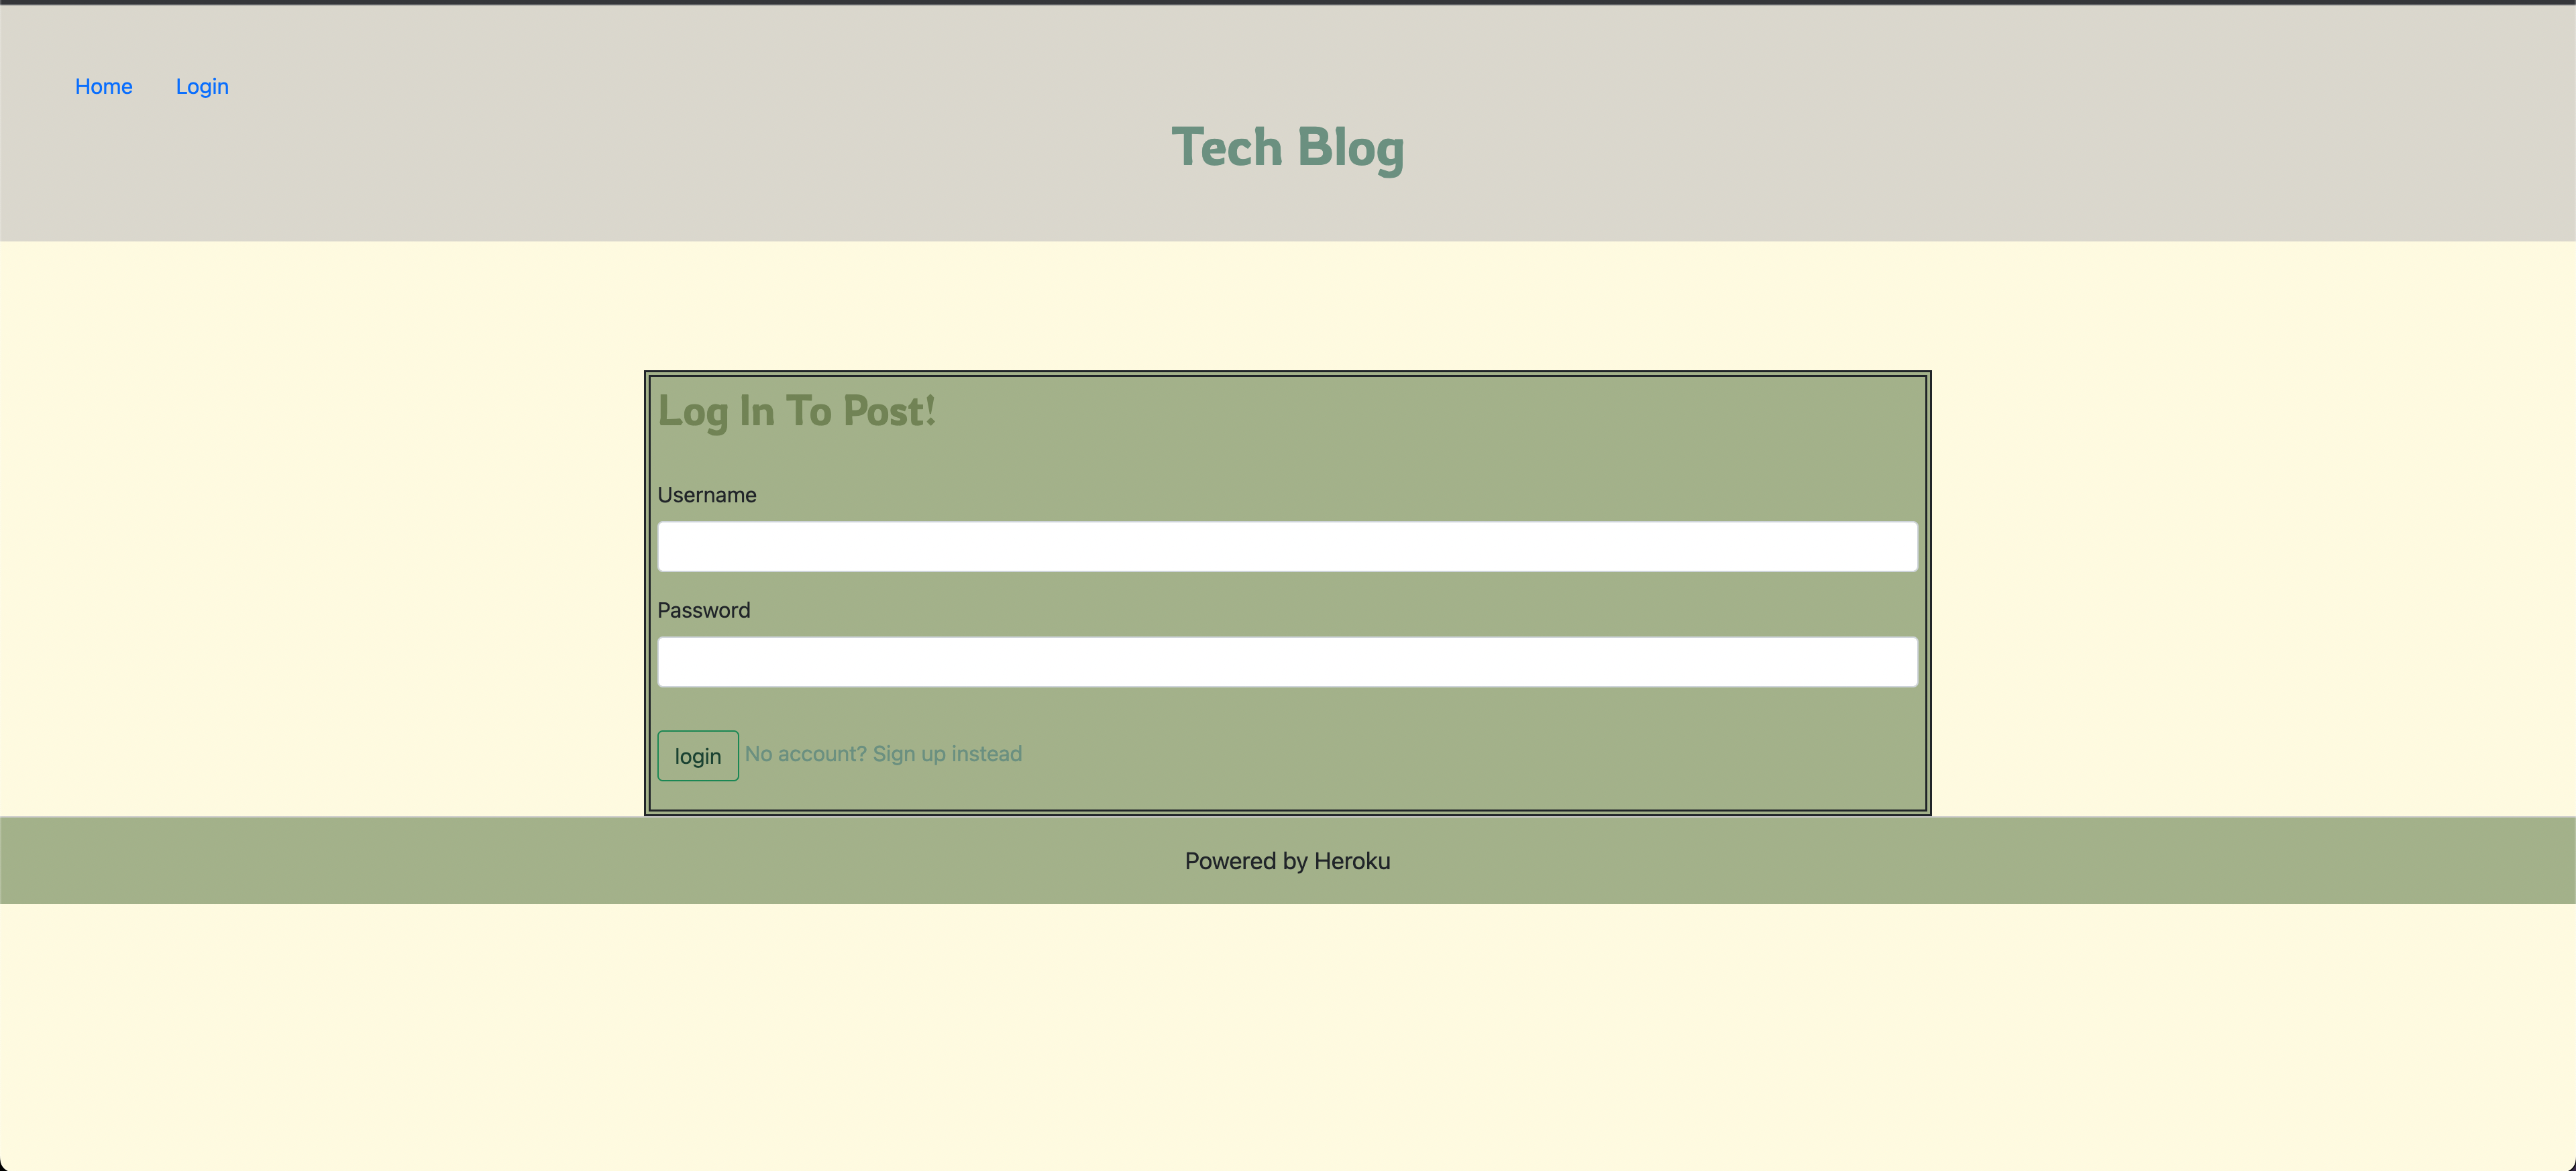 Home Login
Tech Blog
Log In To Post!
Username
Password
login No account? Sign up instead
Powered by Heroku